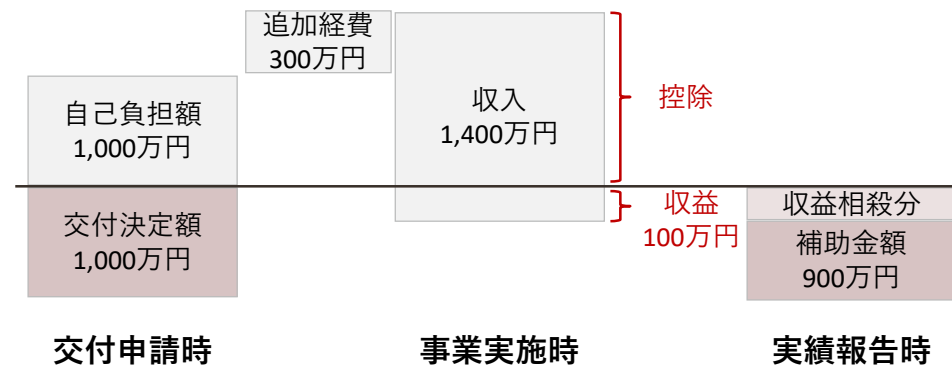 追加経費
300万円
自己負担額
1,000万円
収入
1,400万円
控除
交付決定額
1,000万円
収益
100万円
収益相殺分
補助金額
900万円
交付申請時
事業実施時
実績報告時